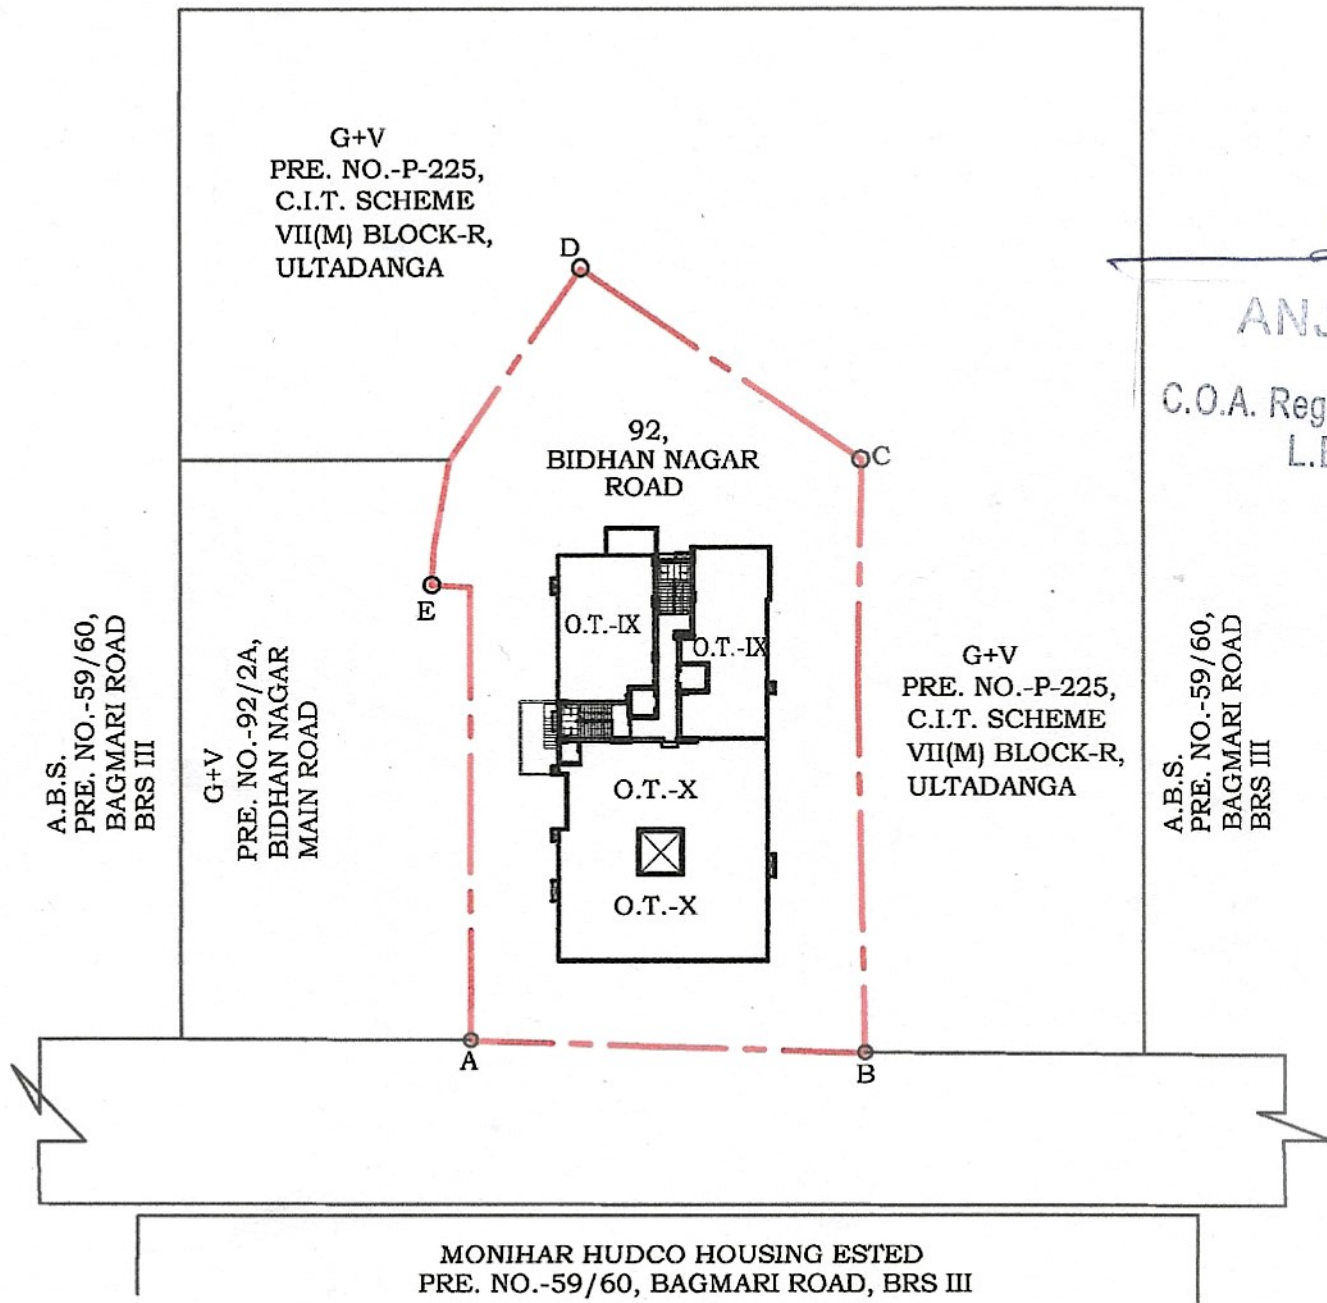 G+V
PRE. NO.-P-225,
C.I.T. SCHEME
VII(M) BLOCK-R,
ULTADANGA
D
C.O.A. Reg
C
92,
BIDHAN NAGAR
ROAD
E
O.T.-IX
O.T.-IX
A.B.S.
PRE. NO.-59/60,
BAGMARI ROAD
BRS III
G+V
PRE. NO.-92/2A,
BIDHAN NAGAR
MAIN ROAD
G+V
PRE. NO.-P-225,
C.I.T. SCHEME
VII(M) BLOCK-R,
ULTADANGA
A.B.S.
PRE. NO.-59/60,
BAGMARI ROAD
BRS III
O.T.-X
O.T.-X
A
B
MONIHAR HUDCO HOUSING ESTED
PRE. NO.-59/60, BAGMARI ROAD, BRS III